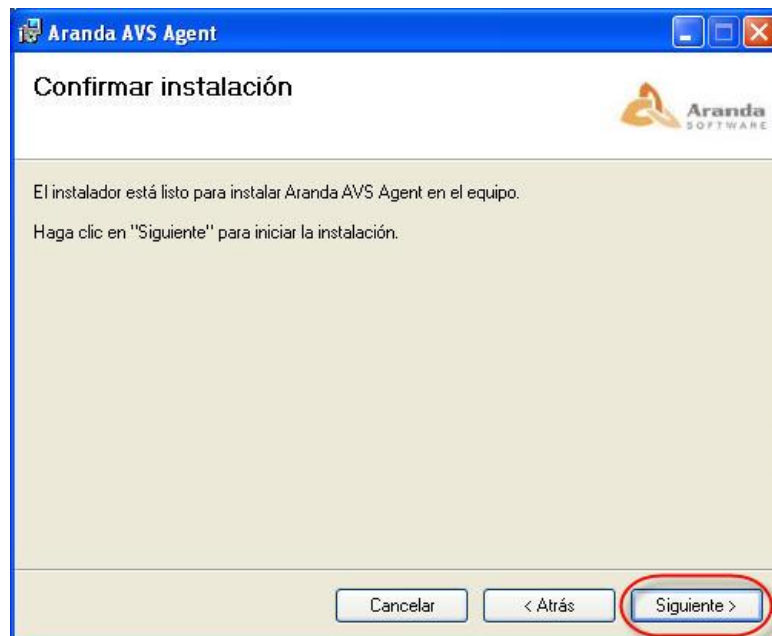 Aranda AVS Agent
Confirmar instalación
Aranda
SOFTWARE
El instalador está listo para instalar Aranda AVS Agent en el equipo.
Haga clic en "Siguiente" para iniciar la instalación.
Cancelar
< Atrás
Siguiente >